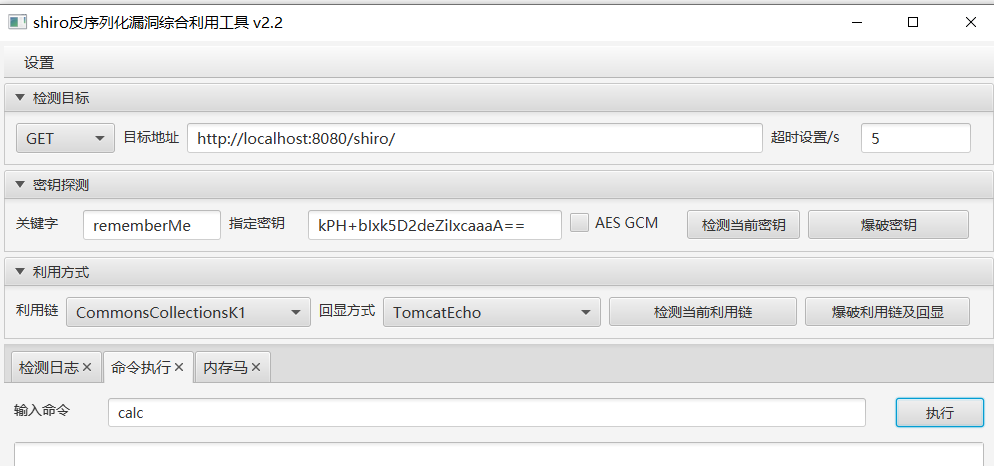 shiro反序列化漏洞综合利用工具 v2.2
设置
检测目标
GET 目标地址 http://localhost:8080/shiro/ 超时设置/s 5
密钥探测
关键字 rememberMe 指定密钥 kPH+bIxk5D2deZiIxcaaaA== AES GCM 检测当前密钥 爆破密钥
利用方式
利用链 CommonsCollectionsK1 回显方式 TomcatEcho 检测当前利用链 爆破利用链及回显
检测日志 命令执行 内存马
输入命令 calc 执行